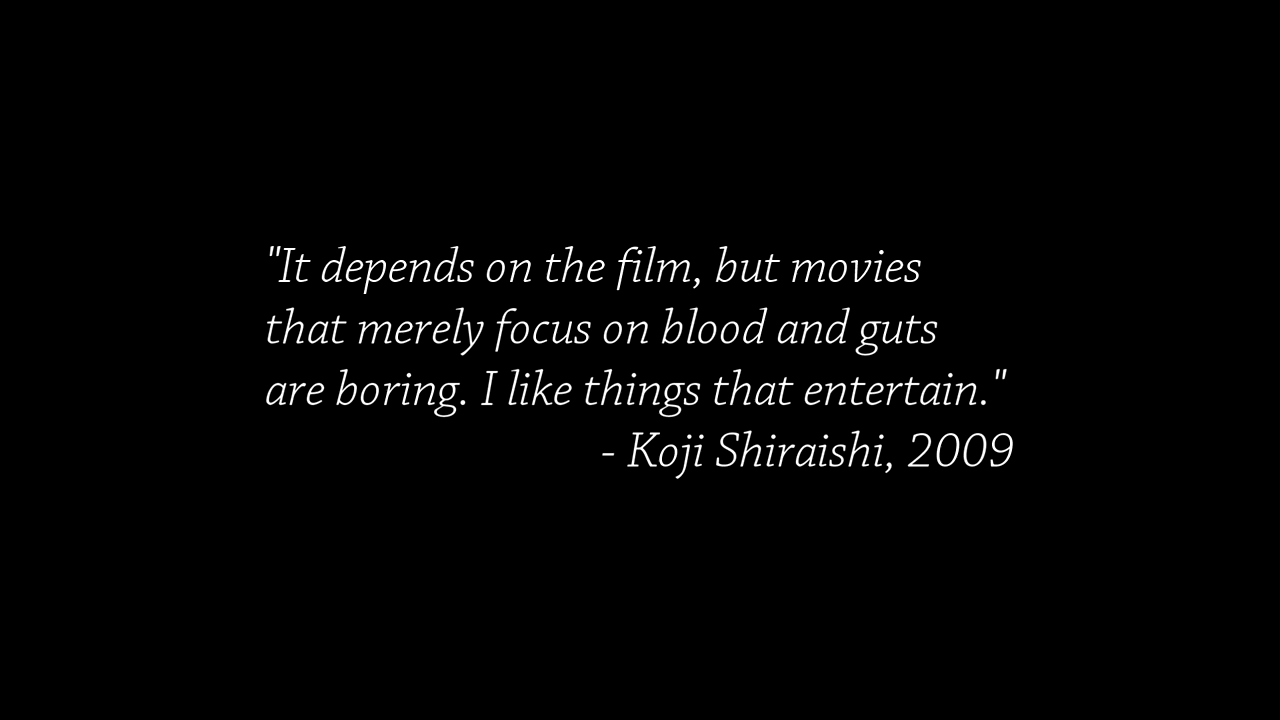 "It depends on the film, but movies
that merely focus on blood and guts
are boring. I like things that entertain."
- Koji Shiraishi, 2009